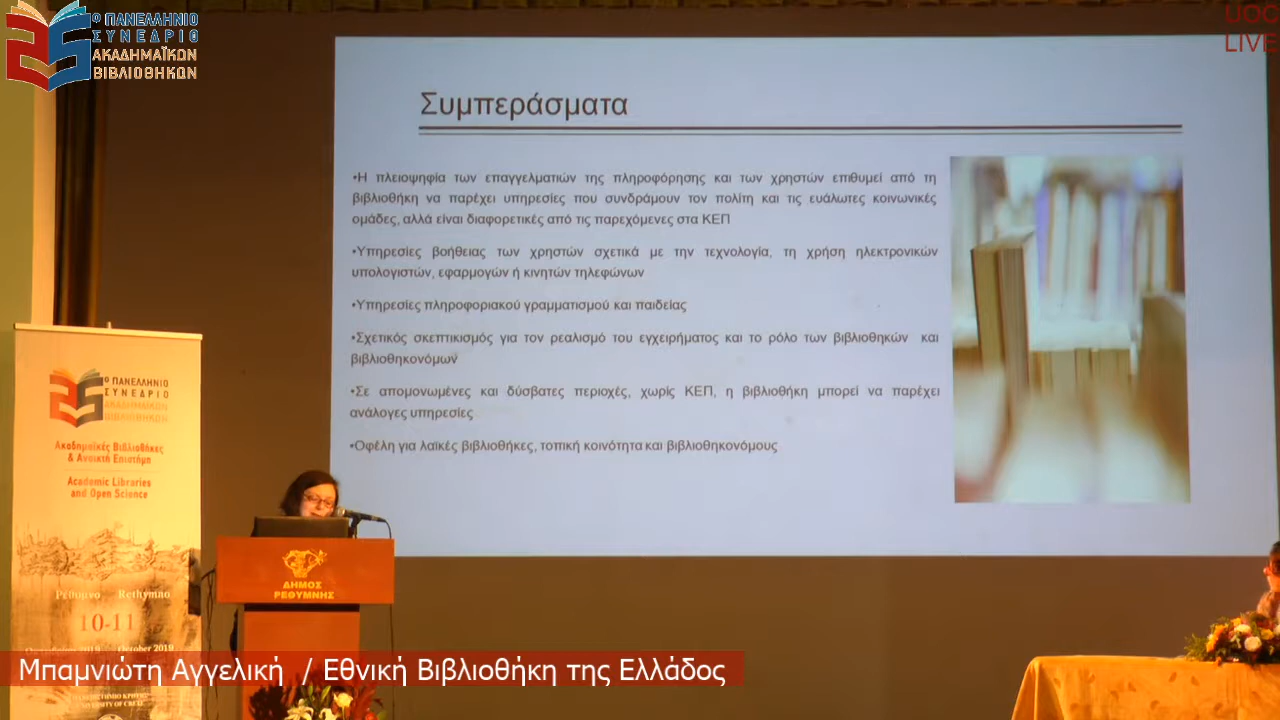 25ο ΠΑΝΕΛΛΗΝΙΟ
ΣΥΝΕΔΡΙΟ
ΑΚΑΔΗΜΑΪΚΩΝ
ΒΙΒΛΙΟΘΗΚΩΝ
UOC
LIVE
Συμπεράσματα
•Η πλειοψηφία των επαγγελματιών της πληροφόρησης και των χρηστών επιθυμεί από τη
βιβλιοθήκη να παρέχει υπηρεσίες που συνδράμουν τον πολίτη και τις ευάλωτες κοινωνικές
ομάδες, αλλά είναι διαφορετικές από τις παρεχόμενες στα ΚΕΠ
•Υπηρεσίες βοήθειας των χρηστών σχετικά με την τεχνολογία, τη χρήση ηλεκτρονικών
υπολογιστών, εφαρμογών ή κινητών τηλεφώνων
•Υπηρεσίες πληροφοριακού γραμματισμού και παιδείας
•Σχετικός σκεπτικισμός για τον ρεαλισμό του εγχειρήματος και το ρόλο των βιβλιοθηκών και
βιβλιοθηκονόμων
•Σε απομονωμένες και δύσβατες περιοχές, χωρίς ΚΕΠ, η βιβλιοθήκη μπορεί να παρέχει
ανάλογες υπηρεσίες
•Οφέλη για λαϊκές βιβλιοθήκες, τοπική κοινότητα και βιβλιοθηκονόμους
25ο ΠΑΝΕΛΛΗΝΙΟ
ΣΥΝΕΔΡΙΟ
ΑΚΑΔΗΜΑΪΚΩΝ
ΒΙΒΛΙΟΘΗΚΩΝ
Ακαδημαϊκές Βιβλιοθήκες
& Ανοικτή Επιστήμη
Academic Libraries
and Open Science
Ρέθυμνο Rethymno
10-11
October 2019
ΔΗΜΟΣ
ΡΕΘΥΜΝΗΣ
Μπαμνιώτη Αγγελική / Εθνική Βιβλιοθήκη της Ελλάδος